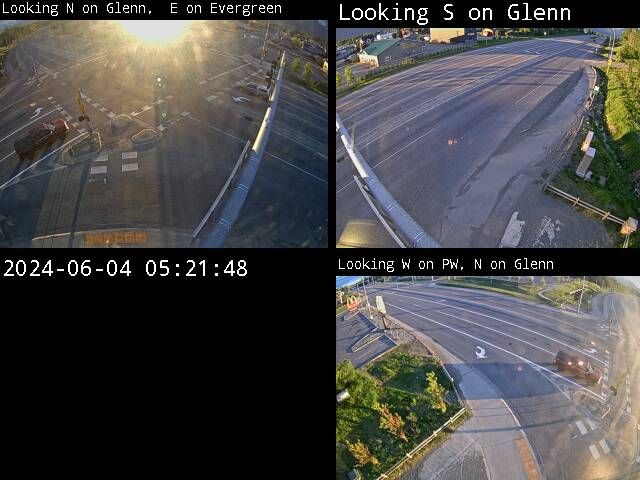 Looking N on Glenn,  E on Evergreen
Looking S on Glenn
2024-06-04 05:21:48
Looking W on PW, N on Glenn